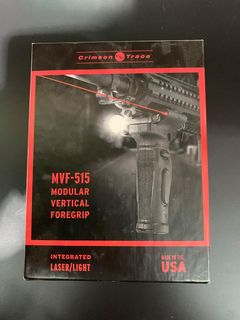 Crimson Trace
MVF-515
MODULAR
VERTICAL
FOREGRIP
INTEGRATED
LASER/LIGHT
MADE IN THE
USA